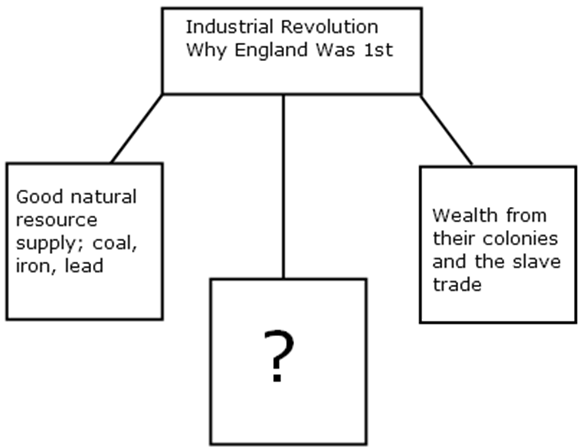 Industrial Revolution
Why England Was 1st
Good natural
resource
supply; coal,
iron, lead
Wealth from
their colonies
and the slave
trade
?